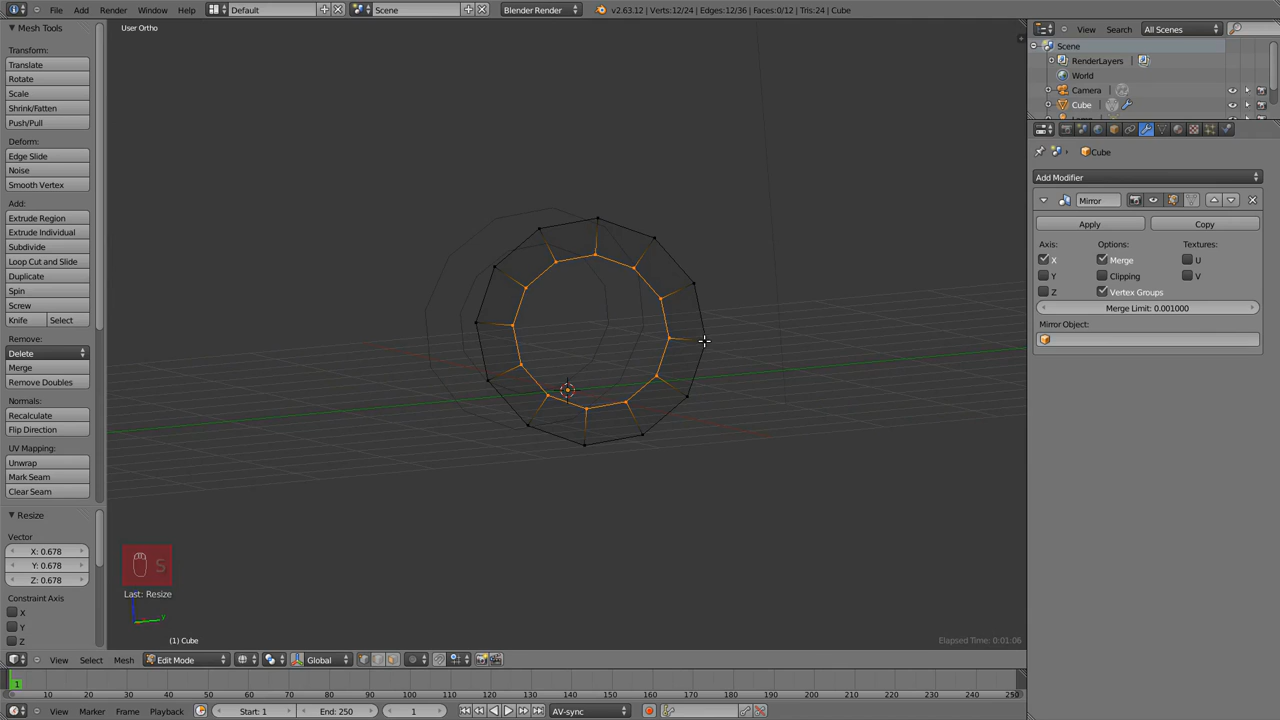 File Add Render Window Help Default Scene Blender Render v2.63.12 | Verts:12/24 | Edges:12/36 | Faces:0/12 | Tris:24 | Cube
Mesh Tools
Transform:
Translate
Rotate
Scale
Shrink/Fatten
Push/Pull
Deform:
Edge Slide
Noise
Smooth Vertex
Add:
Extrude Region
Extrude Individual
Subdivide
Loop Cut and Slide
Duplicate
Spin
Screw
Knife Select
Remove:
Delete
Merge
Remove Doubles
Normals:
Recalculate
Flip Direction
UV Mapping:
Unwrap
Mark Seam
Clear Seam
Resize
Vector
X: 0.678
Y: 0.678
Z: 0.678
Constraint Axis
X
Y
Z
User Ortho
S
Last: Resize
y
(1) Cube
Elapsed Time: 0:01:06
View Search All Scenes
Scene
RenderLayers
World
Camera
Cube
Cube
Add Modifier
Mirror
Apply Copy
Axis: Options: Textures:
X Merge U
Y Clipping V
Z Vertex Groups
Merge Limit: 0.001000
Mirror Object:
View Select Mesh Edit Mode Global
1
0 10 20 30 40 50 60 70 80 90 100 110 120 130 140 150 160 170 180 190 200 210 220 230 240 250
View Marker Frame Playback Start: 1 End: 250 1 AV-sync